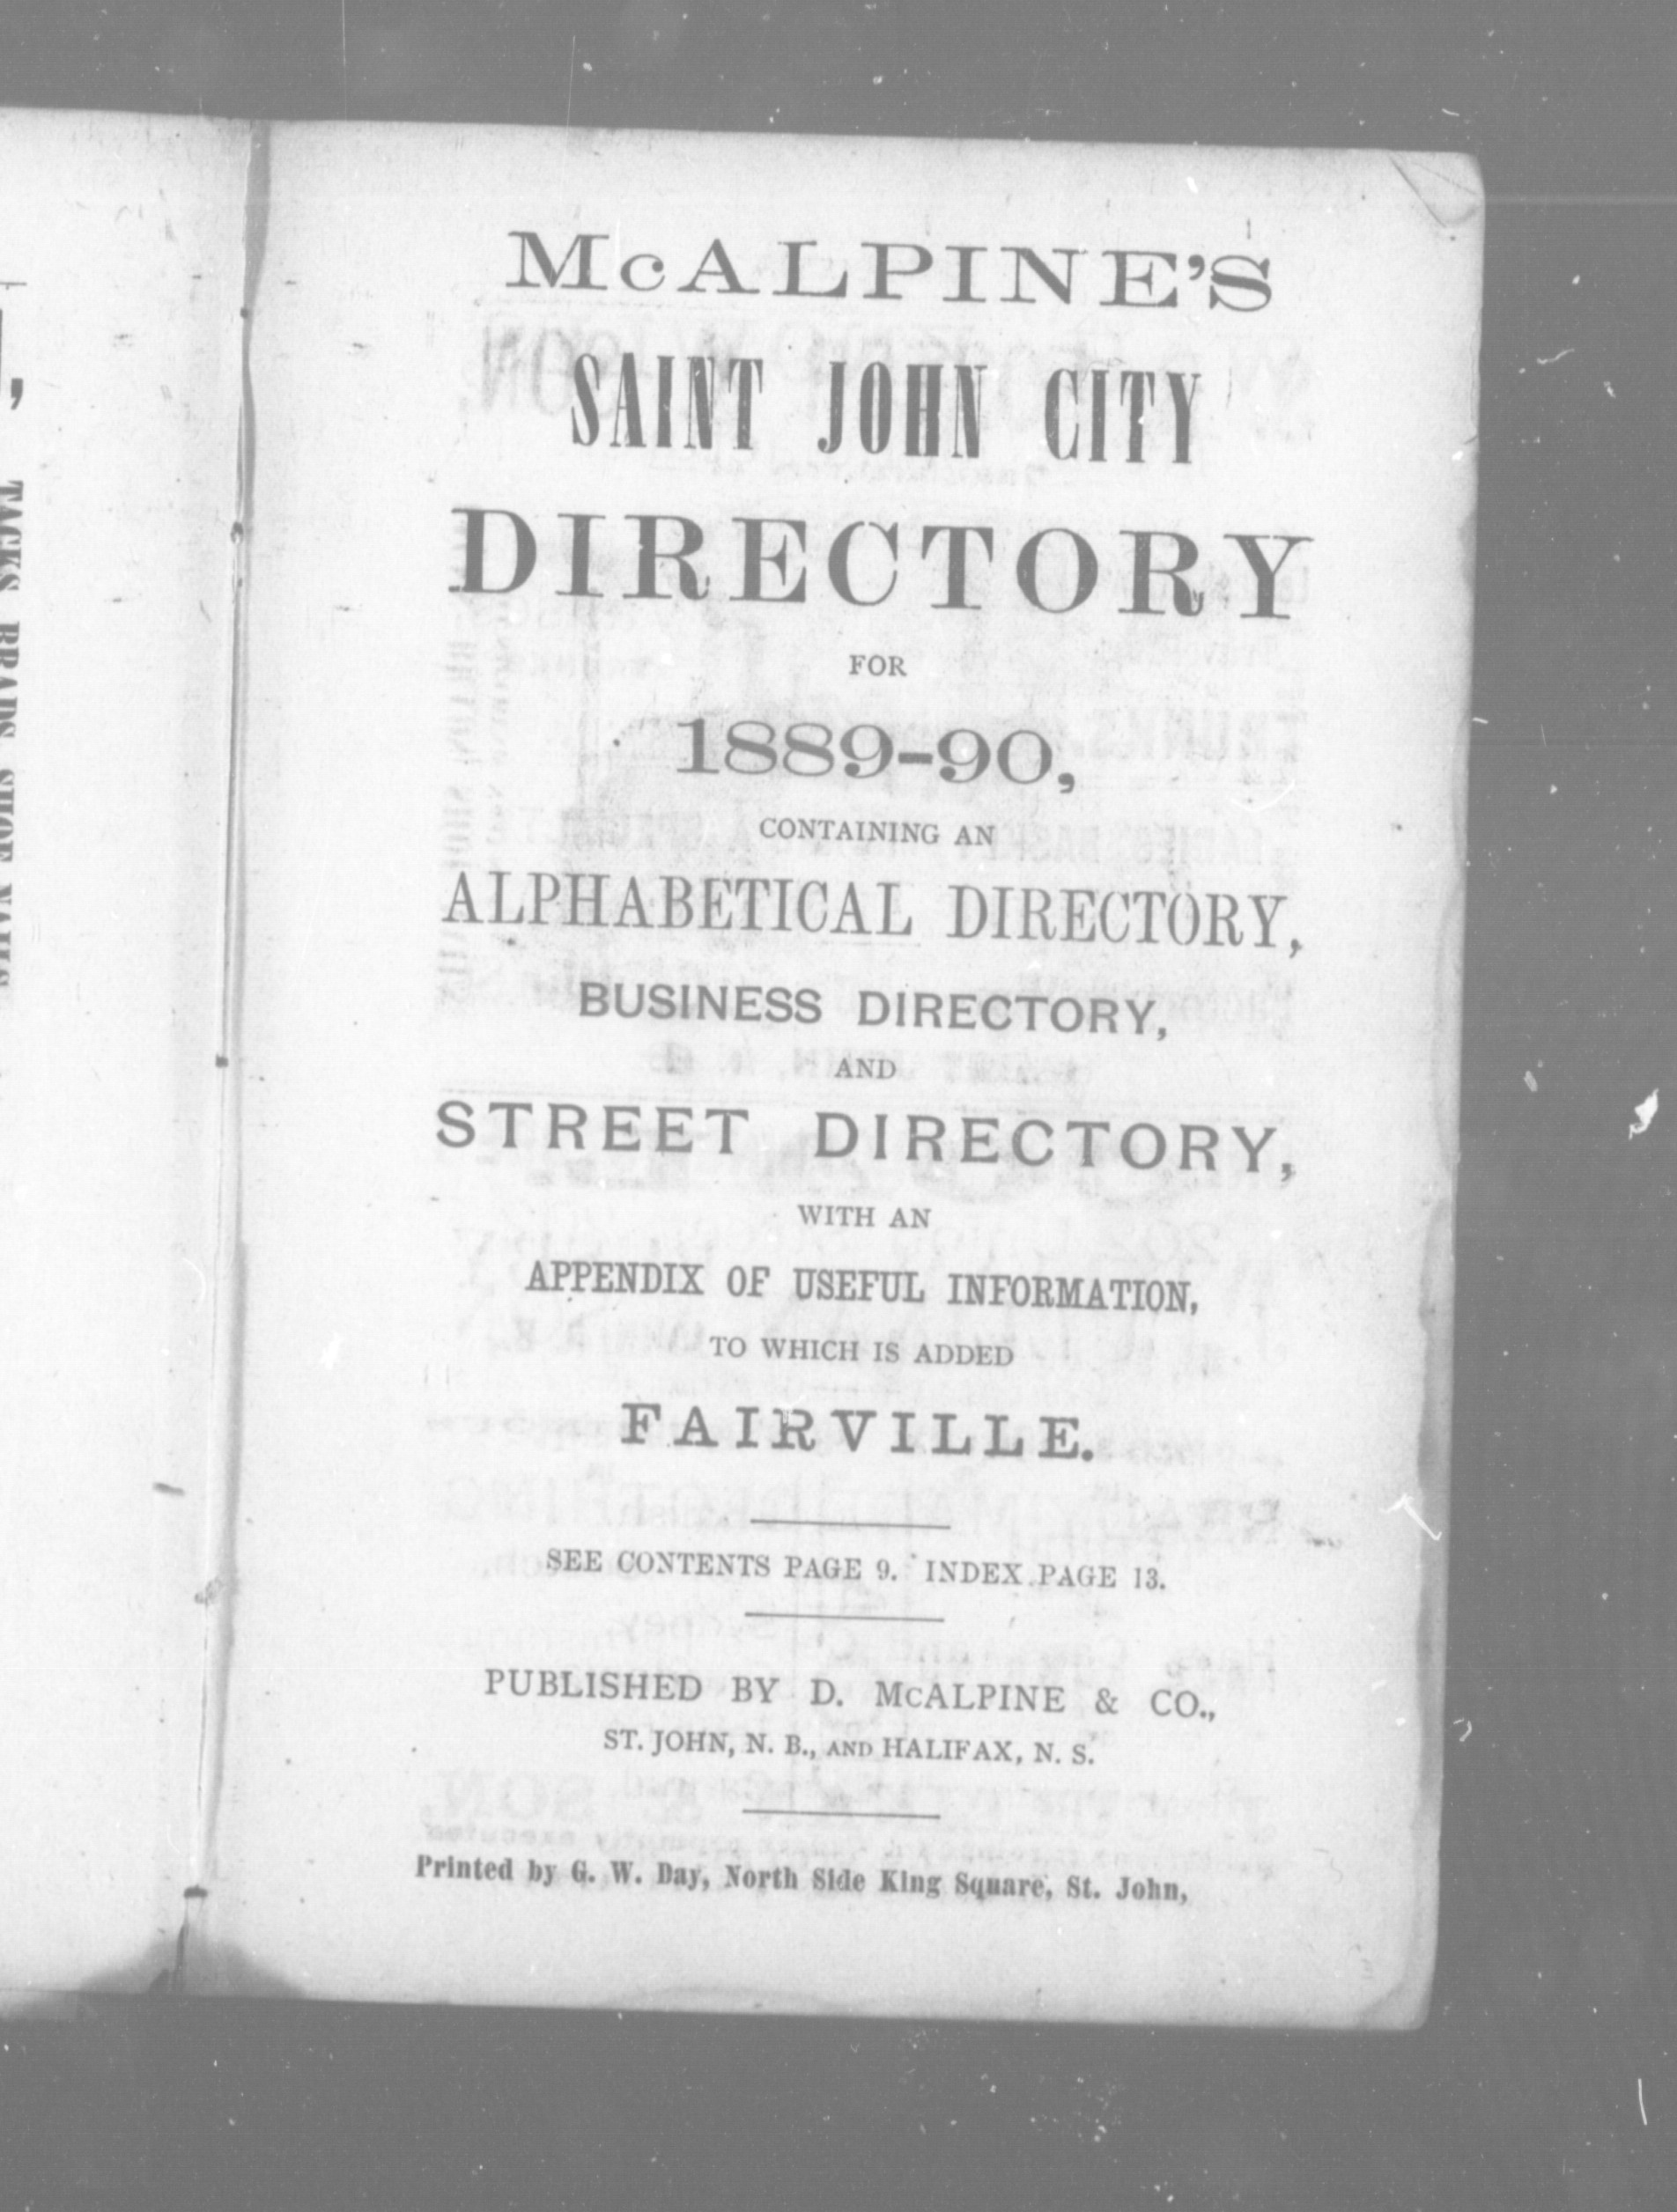 McALPINE'S
SAINT JOHN CITY
DIRECTORY
FOR
1889-90,
CONTAINING AN
ALPHABETICAL DIRECTORY,
BUSINESS DIRECTORY,
AND
STREET DIRECTORY,
WITH AN
APPENDIX OF USEFUL INFORMATION,
TO WHICH IS ADDED
FAIRVILLE.
SEE CONTENTS PAGE 9. INDEX PAGE 13.
PUBLISHED BY D. McALPINE & CO.,
ST. JOHN, N. B., AND HALIFAX, N. S.
Printed by G. W. Day, North Side King Square, St. John,